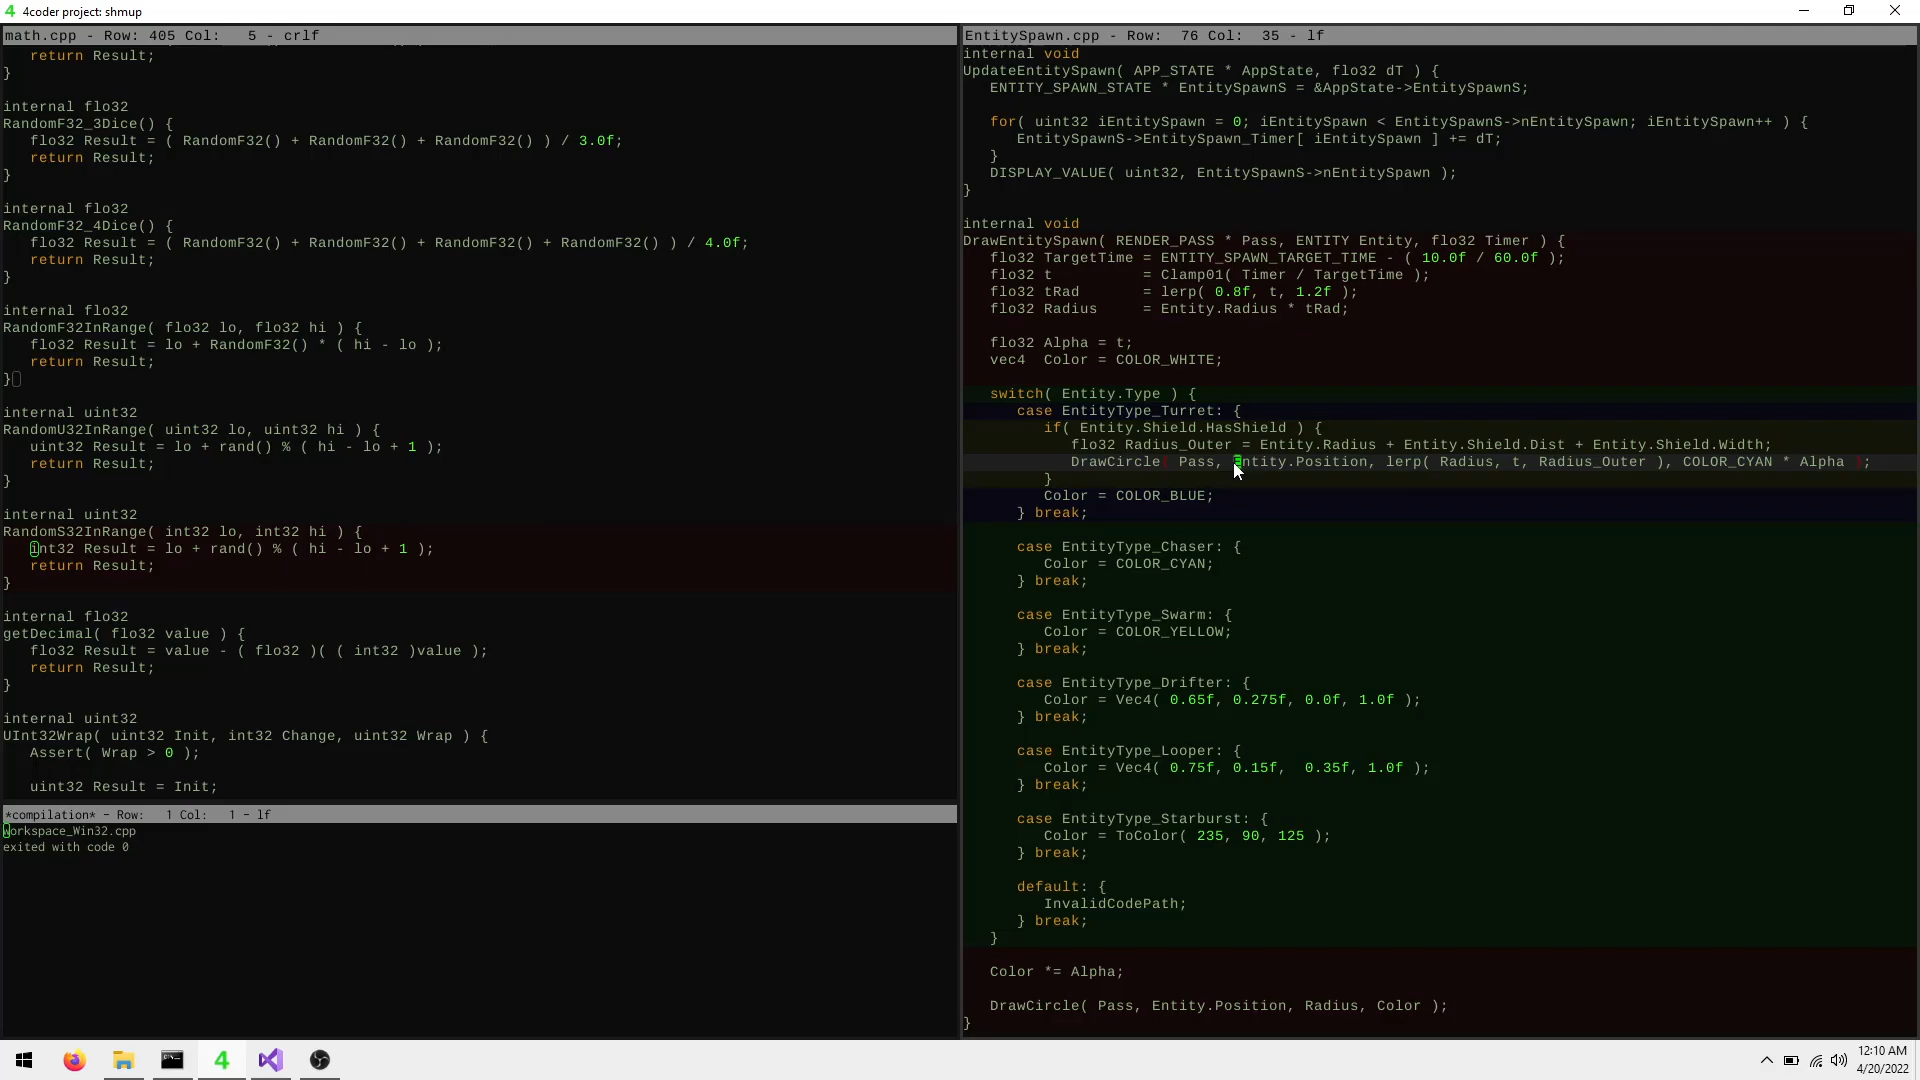 4 4coder project: shmup
math.cpp - Row: 405 Col:   5 - crlf
   return Result;
}
internal flo32
RandomF32_3Dice() {
   flo32 Result = ( RandomF32() + RandomF32() + RandomF32() ) / 3.0f;
   return Result;
}
internal flo32
RandomF32_4Dice() {
   flo32 Result = ( RandomF32() + RandomF32() + RandomF32() + RandomF32() ) / 4.0f;
   return Result;
}
internal flo32
RandomF32InRange( flo32 lo, flo32 hi ) {
   flo32 Result = lo + RandomF32() * ( hi - lo );
   return Result;
}
internal uint32
RandomU32InRange( uint32 lo, uint32 hi ) {
   uint32 Result = lo + rand() % ( hi - lo + 1 );
   return Result;
}
internal uint32
RandomS32InRange( int32 lo, int32 hi ) {
   int32 Result = lo + rand() % ( hi - lo + 1 );
   return Result;
}
internal flo32
getDecimal( flo32 value ) {
   flo32 Result = value - ( flo32 )( ( int32 )value );
   return Result;
}
internal uint32
UInt32Wrap( uint32 Init, int32 Change, uint32 Wrap ) {
   Assert( Wrap > 0 );
   uint32 Result = Init;
*compilation* - Row:   1 Col:   1 - lf
workspace_Win32.cpp
exited with code 0
EntitySpawn.cpp - Row:  76 Col:  35 - lf
internal void
UpdateEntitySpawn( APP_STATE * AppState, flo32 dT ) {
   ENTITY_SPAWN_STATE * EntitySpawnS = &AppState->EntitySpawnS;
   for( uint32 iEntitySpawn = 0; iEntitySpawn < EntitySpawnS->nEntitySpawn; iEntitySpawn++ ) {
      EntitySpawnS->EntitySpawn_Timer[ iEntitySpawn ] += dT;
   }
   DISPLAY_VALUE( uint32, EntitySpawnS->nEntitySpawn );
}
internal void
DrawEntitySpawn( RENDER_PASS * Pass, ENTITY Entity, flo32 Timer ) {
   flo32 TargetTime = ENTITY_SPAWN_TARGET_TIME - ( 10.0f / 60.0f );
   flo32 t          = Clamp01( Timer / TargetTime );
   flo32 tRad       = lerp( 0.8f, t, 1.2f );
   flo32 Radius     = Entity.Radius * tRad;
   flo32 Alpha = t;
   vec4  Color = COLOR_WHITE;
   switch( Entity.Type ) {
      case EntityType_Turret: {
         if( Entity.Shield.HasShield ) {
            flo32 Radius_Outer = Entity.Radius + Entity.Shield.Dist + Entity.Shield.Width;
            DrawCircle( Pass, Entity.Position, lerp( Radius, t, Radius_Outer ), COLOR_CYAN * Alpha );
         }
         Color = COLOR_BLUE;
      } break;
      case EntityType_Chaser: {
         Color = COLOR_CYAN;
      } break;
      case EntityType_Swarm: {
         Color = COLOR_YELLOW;
      } break;
      case EntityType_Drifter: {
         Color = Vec4( 0.65f, 0.275f, 0.0f, 1.0f );
      } break;
      case EntityType_Looper: {
         Color = Vec4( 0.75f, 0.15f,  0.35f, 1.0f );
      } break;
      case EntityType_Starburst: {
         Color = ToColor( 235, 90, 125 );
      } break;
      default: {
         InvalidCodePath;
      } break;
   }
   Color *= Alpha;
   DrawCircle( Pass, Entity.Position, Radius, Color );
}
4
12:10 AM
4/20/2022